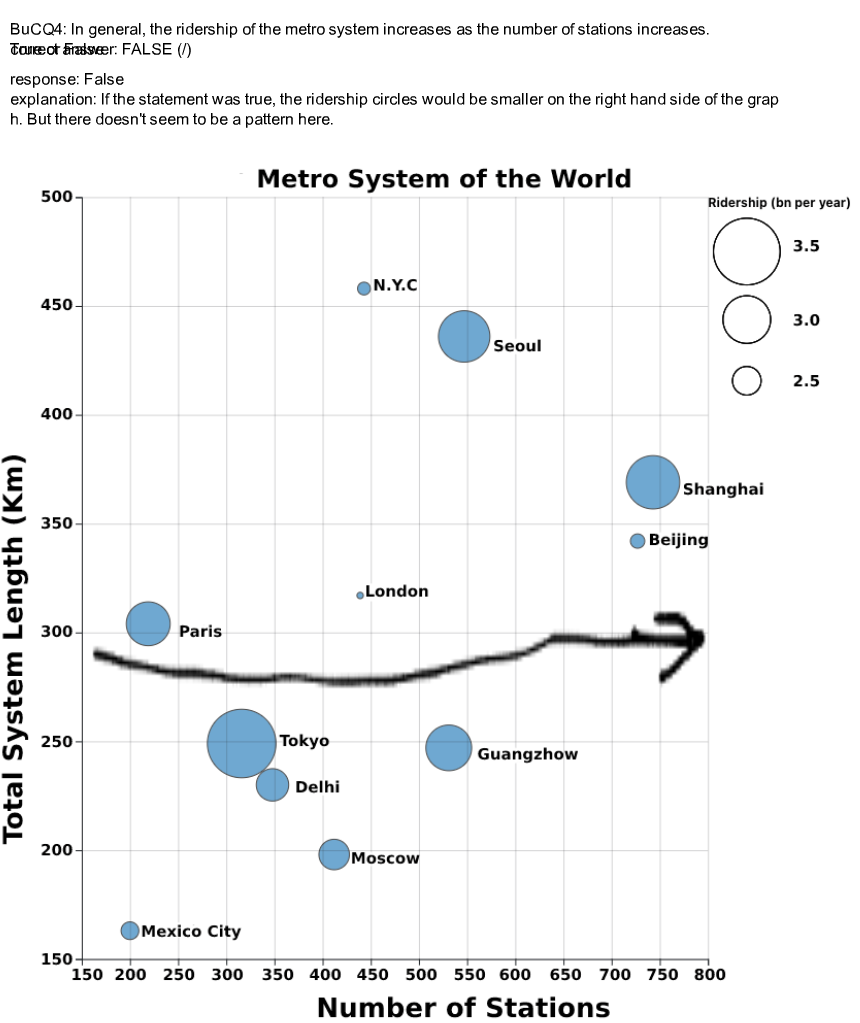 BuCQ4: In general, the ridership of the metro system increases as the number of stations increases.
True or False
correct answer: FALSE (/)
response: False
explanation: If the statement was true, the ridership circles would be smaller on the right hand side of the grap
h. But there doesn't seem to be a pattern here.
Metro System of the World
Ridership (bn per year)
3.5
3.0
2.5
500
450
400
350
300
250
200
150
Total System Length (Km)
N.Y.C
Seoul
Shanghai
Beijing
London
Paris
Tokyo
Guangzhow
Delhi
Moscow
Mexico City
150 200 250 300 350 400 450 500 550 600 650 700 750 800
Number of Stations